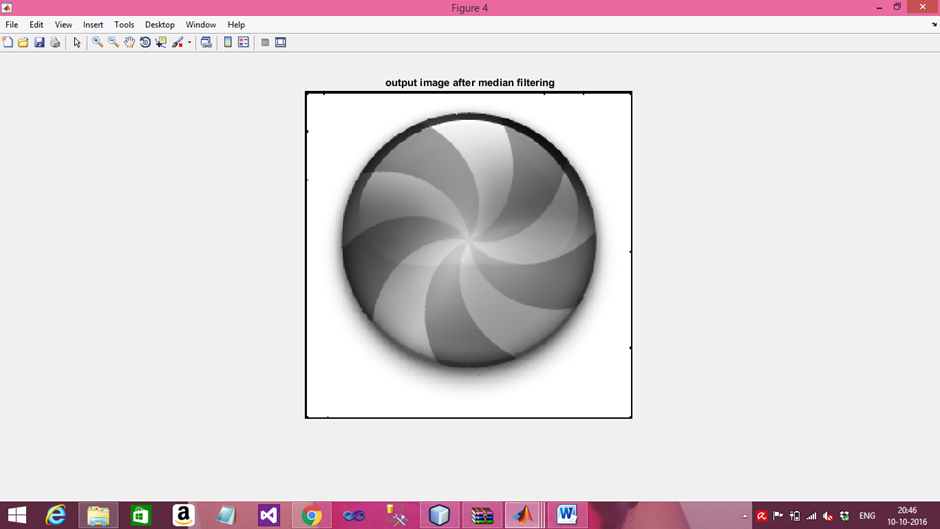 Figure 4
File Edit View Insert Tools Desktop Window Help
output image after median filtering
ENG
20:46
10-10-2016